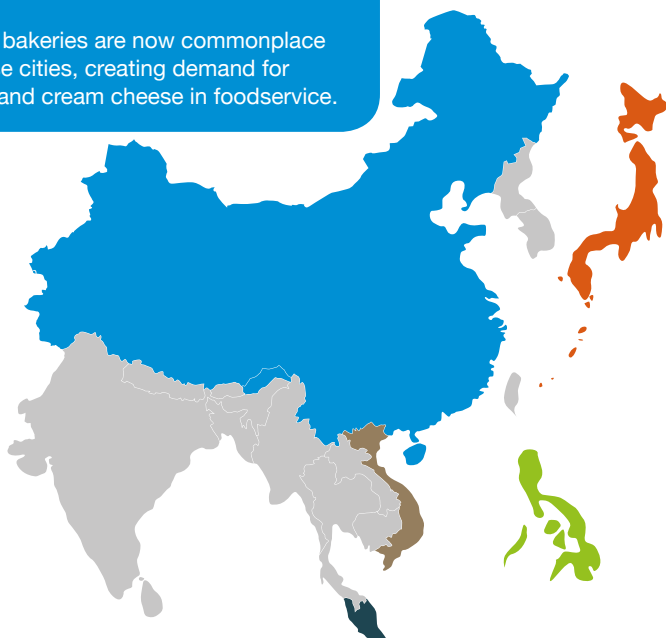 bakeries are now commonplace
e cities, creating demand for
and cream cheese in foodservice.